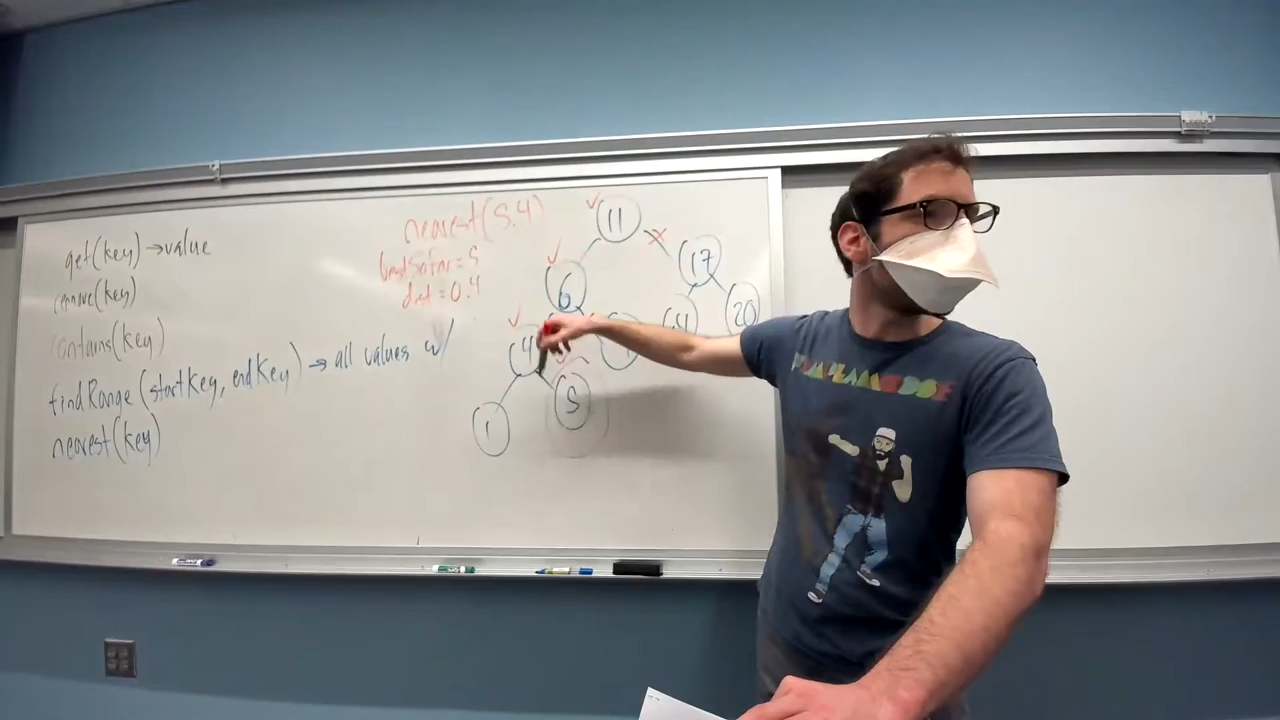 get(key) → value
remove(key)
contains(key)
findRange(startKey, endKey) → all values w/
nearest(key)
nearest(5.4)
bestSoFar = 5
dist = 0.4
11
6
17
4
20
1
5